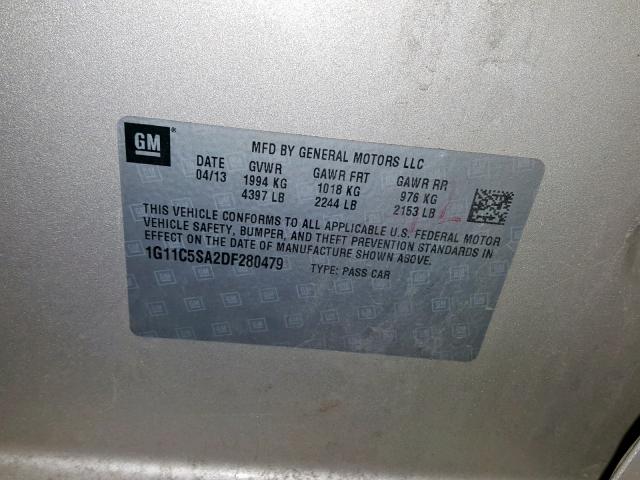 GM
MFD BY GENERAL MOTORS LLC
DATE GVWR GAWR FRT GAWR RR
04/13 1994 KG 1018 KG 976 KG
4397 LB 2244 LB 2153 LB
THIS VEHICLE CONFORMS TO ALL APPLICABLE U.S. FEDERAL MOTOR
VEHICLE SAFETY, BUMPER, AND THEFT PREVENTION STANDARDS IN
EFFECT ON THE DATE OF MANUFACTURE SHOWN ABOVE.
1G11C5SA2DF280479 TYPE: PASS CAR